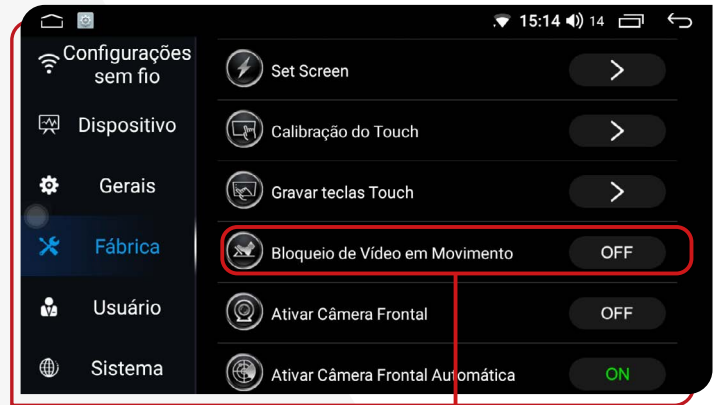 15:14 14
Configurações
sem fio
Dispositivo
Gerais
Fábrica
Usuário
Sistema
Set Screen
Calibração do Touch
Gravar teclas Touch
Bloqueio de Vídeo em Movimento OFF
Ativar Câmera Frontal OFF
Ativar Câmera Frontal Automática ON